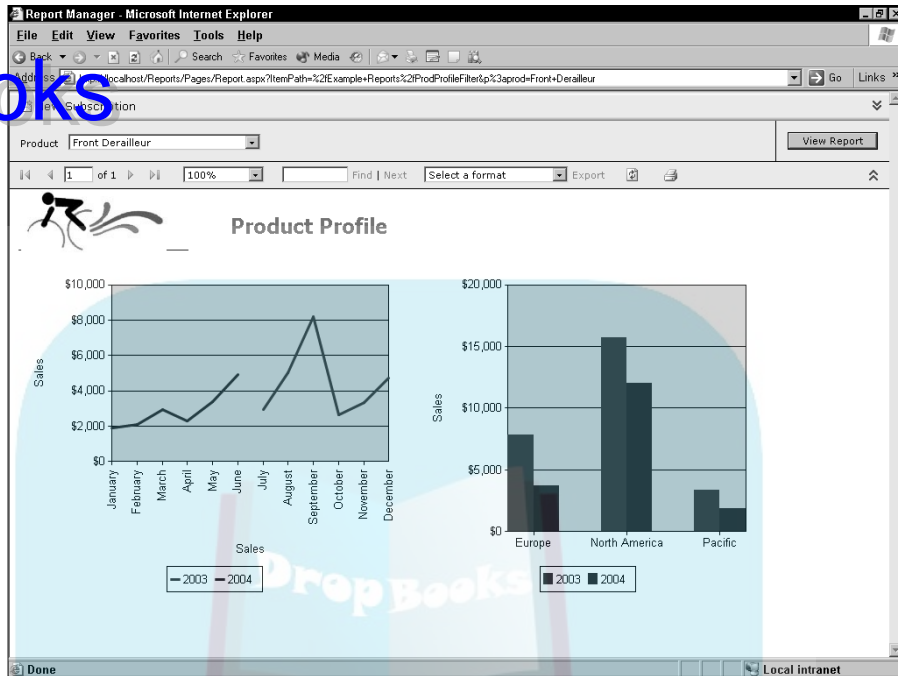 Report Manager - Microsoft Internet Explorer
File Edit View Favorites Tools Help
Back Search Favorites Media
localhost/Reports/Pages/Report.aspx?ItemPath=%2fExample+Reports%2fProdProfileFilter&p%3aprod=Front+Derailleur Go Links »
oks
Subscription
Product Front Derailleur View Report
1 of 1 100% Find | Next Select a format Export
Product Profile
$10,000
$8,000
$6,000
$4,000
$2,000
$0
Sales
January
February
March
April
May
June
July
August
September
October
November
December
Sales
2003 2004
$20,000
$15,000
$10,000
$5,000
$0
Sales
Europe North America Pacific
2003 2004
DropBooks
Done Local intranet